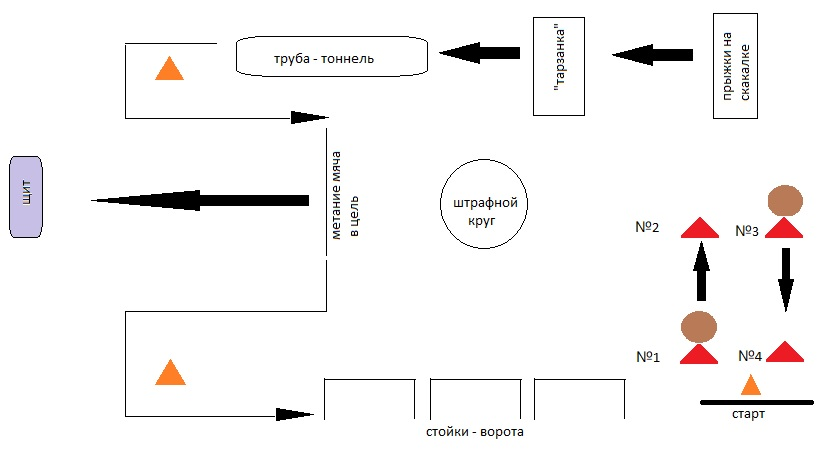 труба - тоннель
"тарзанка"
прыжки на
скакалке
щит
метание мяча
в цель
штрафной
круг
№2
№3
№1
№4
старт
стойки - ворота